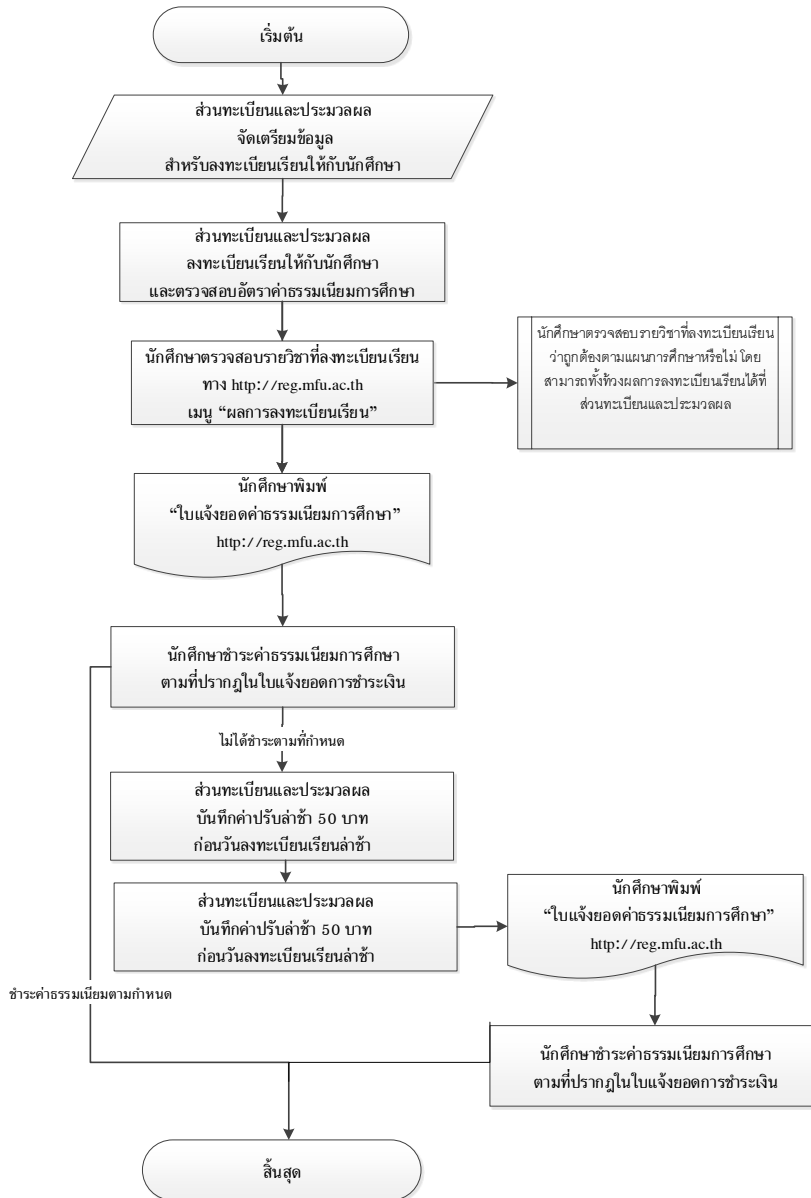 เริ่มต้น
ส่วนทะเบียนและประมวลผล
จัดเตรียมข้อมูล
สำหรับลงทะเบียนเรียนให้กับนักศึกษา
ส่วนทะเบียนและประมวลผล
ลงทะเบียนเรียนให้กับนักศึกษา
และตรวจสอบอัตราค่าธรรมเนียมการศึกษา
นักศึกษาตรวจสอบรายวิชาที่ลงทะเบียนเรียน
ทาง http://reg.mfu.ac.th
เมนู “ผลการลงทะเบียนเรียน”
นักศึกษาตรวจสอบรายวิชาที่ลงทะเบียนเรียน
ว่าถูกต้องตามแผนการศึกษาหรือไม่ โดย
สามารถทั้งท้วงผลการลงทะเบียนเรียนได้ที่
ส่วนทะเบียนและประมวลผล
นักศึกษาพิมพ์
“ใบแจ้งยอดค่าธรรมเนียมการศึกษา”
http://reg.mfu.ac.th
นักศึกษาชำระค่าธรรมเนียมการศึกษา
ตามที่ปรากฎในใบแจ้งยอดการชำระเงิน
ไม่ได้ชำระตามที่กำหนด
ส่วนทะเบียนและประมวลผล
บันทึกค่าปรับล่าช้า 50 บาท
ก่อนวันลงทะเบียนเรียนล่าช้า
ส่วนทะเบียนและประมวลผล
บันทึกค่าปรับล่าช้า 50 บาท
ก่อนวันลงทะเบียนเรียนล่าช้า
นักศึกษาพิมพ์
“ใบแจ้งยอดค่าธรรมเนียมการศึกษา”
http://reg.mfu.ac.th
ชำระค่าธรรมเนียมตามกำหนด
นักศึกษาชำระค่าธรรมเนียมการศึกษา
ตามที่ปรากฎในใบแจ้งยอดการชำระเงิน
สิ้นสุด